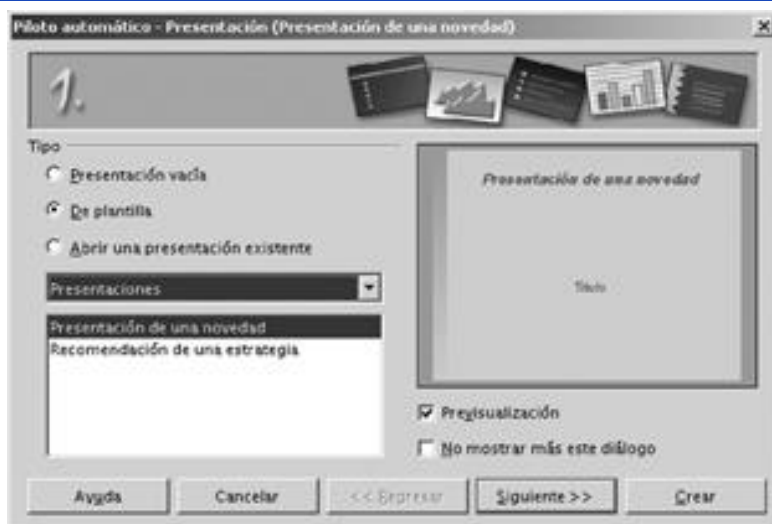 Piloto automático - Presentación (Presentación de una novedad)
1.
Tipo
Presentación vacía
De plantilla
Abrir una presentación existente
Presentaciones
Presentación de una novedad
Recomendación de una estrategia
Presentación de una novedad
Título
Previsualización
No mostrar más este diálogo
Ayuda
Cancelar
<< Regresar
Siguiente >>
Crear